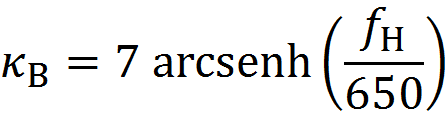 κ_B = 7 arcsenh(f_H/650)